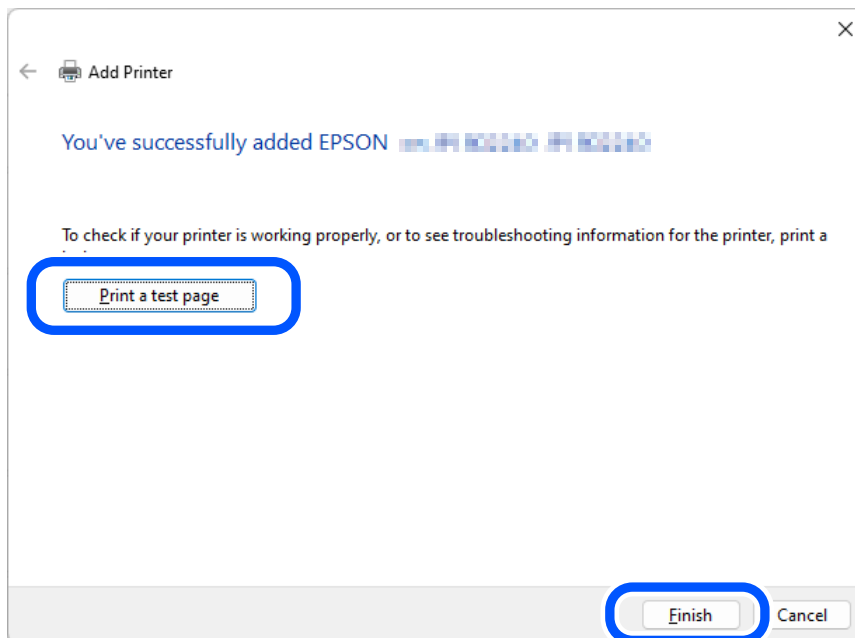 Add Printer
You've successfully added EPSON
To check if your printer is working properly, or to see troubleshooting information for the printer, print a
Print a test page
Finish
Cancel